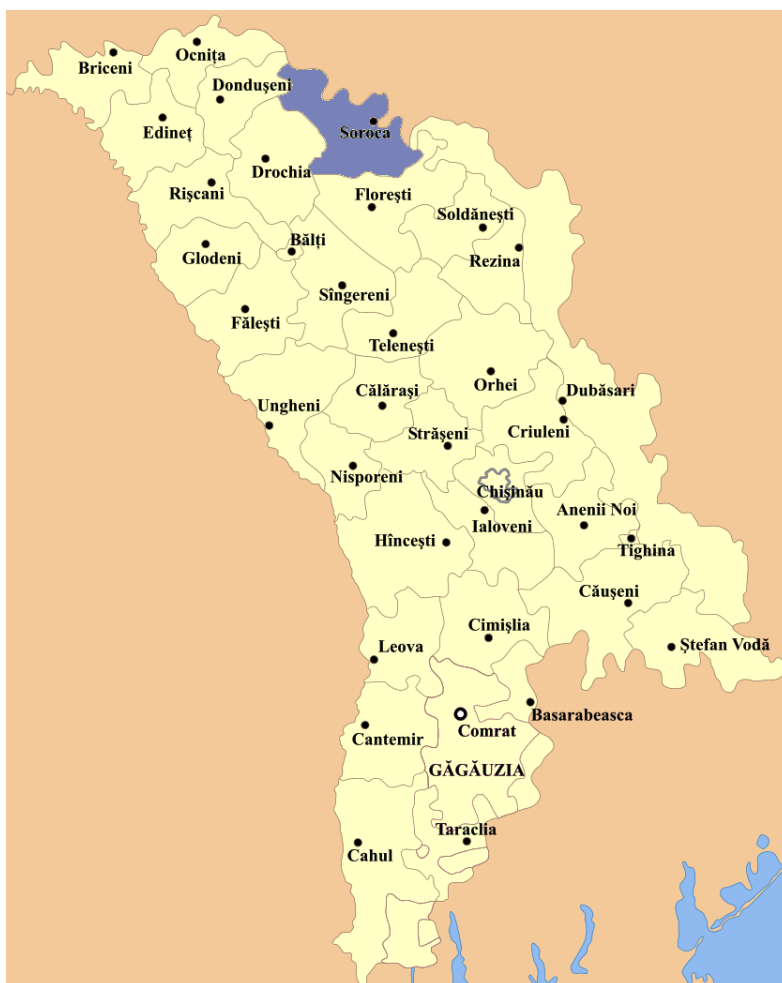 Ocnița
Briceni
Dondușeni
Edineț
Soroca
Drochia
Rîșcani
Florești
Soldănești
Bălți
Glodeni
Rezina
Sîngereni
Fălești
Telenești
Orhei
Călărași
Dubăsari
Ungheni
Criuleni
Strășeni
Nisporeni
Chișinău
Anenii Noi
Ialoveni
Hîncești
Tighina
Căușeni
Cimișlia
Leova
Ștefan Vodă
Basarabeasca
Comrat
Cantemir
GĂGĂUZIA
Taraclia
Cahul